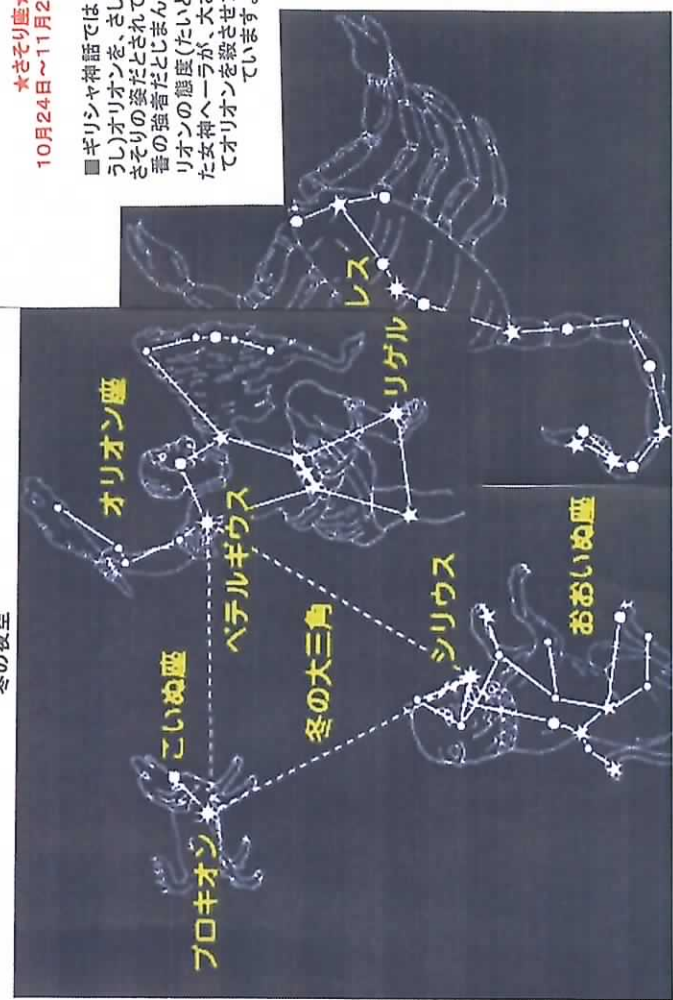 冬の夜空
オリオン座
こいぬ座
プロキオン
ベテルギウス
リゲル
冬の大三角
シリウス
おおいぬ座
レス
★さそり座
10月24日～11月2
■ギリシャ神話では
うし)オリオンを、さし
さそりの姿だとされて
番の強者だとじまん
リオンの態度(たい
た女神ヘーラが、大
てオリオンを殺させ
ています。